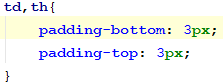 td,th{
    padding-bottom: 3px;
    padding-top: 3px;
}